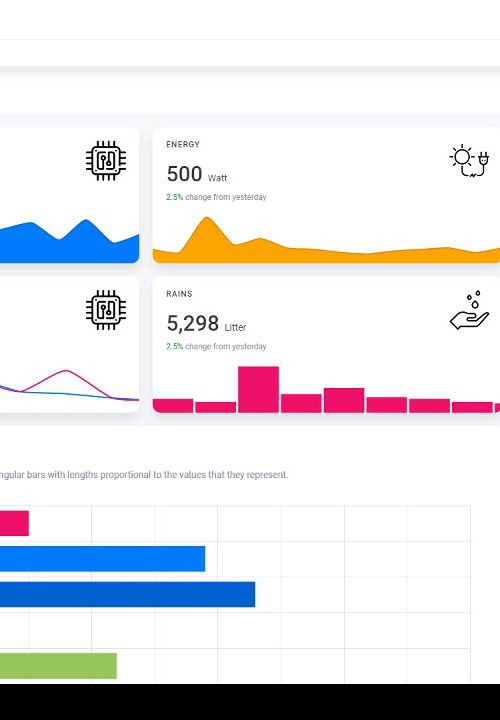 ENERGY
500 Watt
2.5% change from yesterday
RAINS
5,298 Litter
2.5% change from yesterday
ngular bars with lengths proportional to the values that they represent.